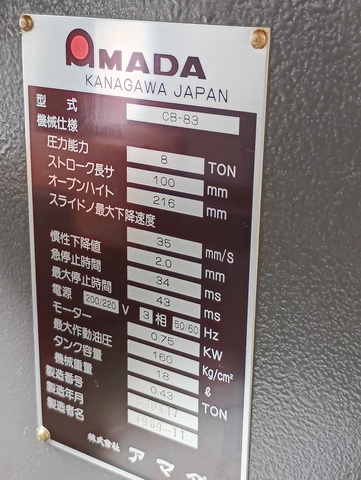 AMADA
KANAGAWA JAPAN
型式 CB-83
機械仕様
圧力能力 8 TON
ストローク長サ 100 mm
オープンハイト 216 mm
スライドノ最大下降速度 35 mm/S
慣性下降値 2.0 mm
急停止時間 34 ms
最大停止時間 43 ms
電源 200/220 V 3 相 50/60 Hz
モーター 0.75 KW
最大作動油圧 160 Kg/cm²
タンク容量 18 ℓ
機械重量 0.43 TON
製造番号
製造年月 1989-11
製造者名 株式会社 アマダ